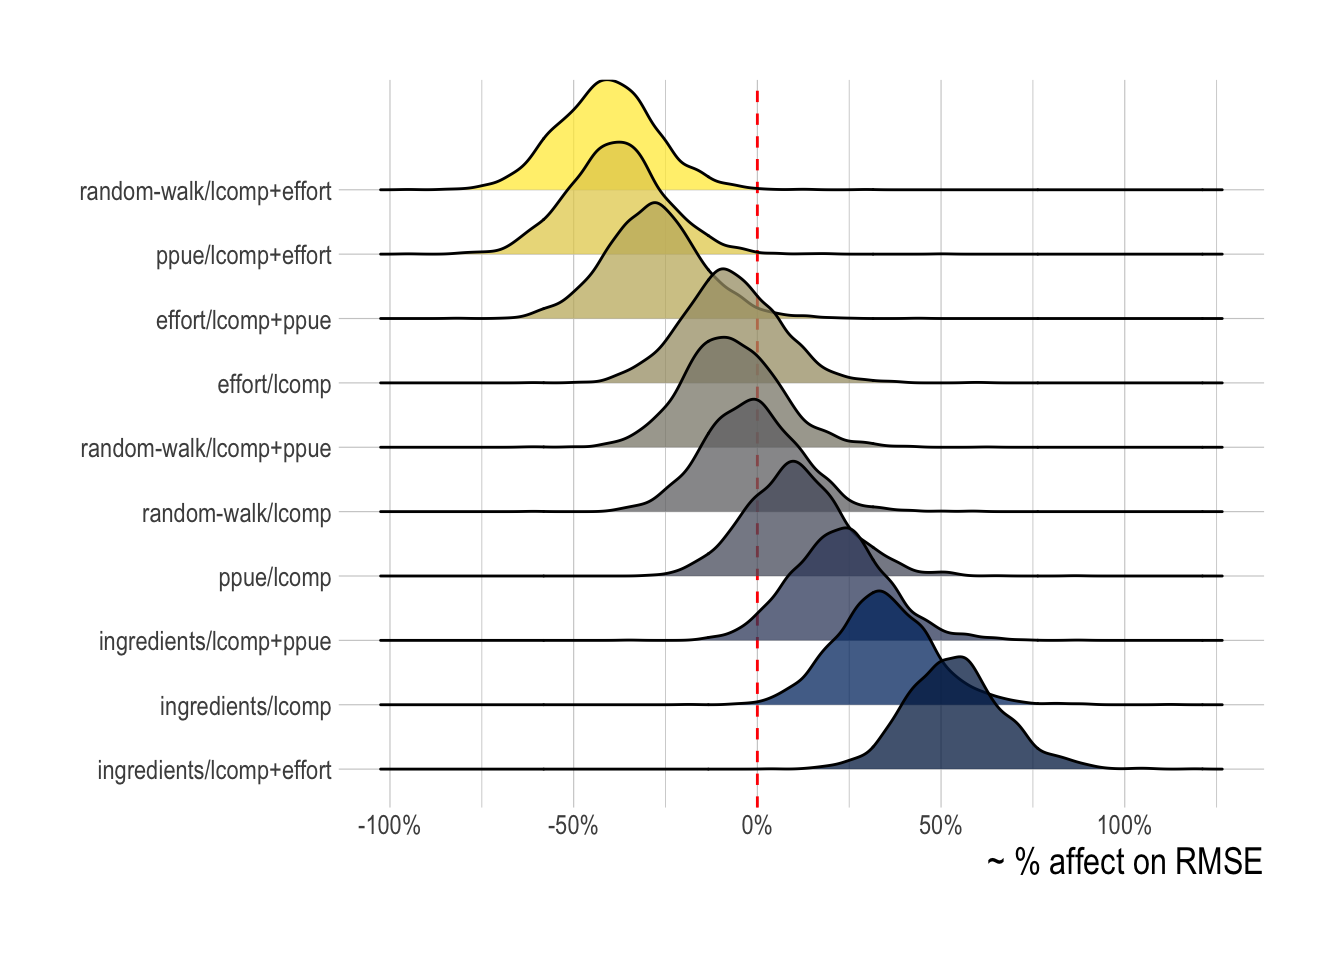 random-walk/lcomp+effort
ppue/lcomp+effort
effort/lcomp+ppue
effort/lcomp
random-walk/lcomp+ppue
random-walk/lcomp
ppue/lcomp
ingredients/lcomp+ppue
ingredients/lcomp
ingredients/lcomp+effort
-100% -50% 0% 50% 100%
~ % affect on RMSE